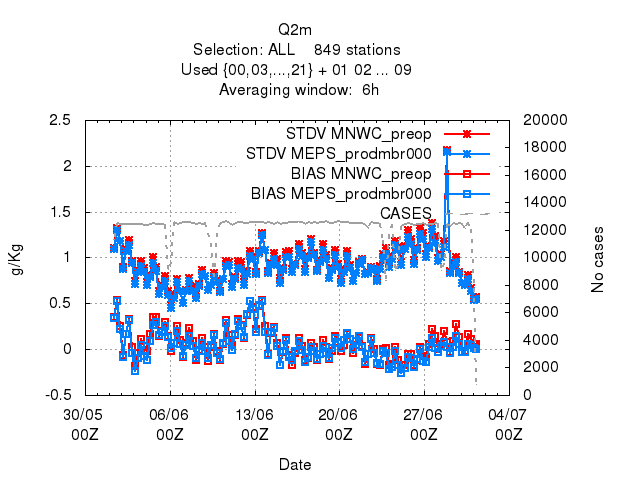 Q2m
Selection: ALL    849 stations
Used {00,03,...,21} + 01 02 ... 09
Averaging window:  6h
2.5
2
1.5
1
0.5
0
-0.5
g/Kg
STDV MNWC_preop
STDV MEPS_prodmbr000
BIAS MNWC_preop
BIAS MEPS_prodmbr000
CASES
20000
18000
16000
14000
12000
10000
8000
6000
4000
2000
0
No cases
30/05 06/06 13/06 20/06 27/06 04/07
00Z 00Z 00Z 00Z 00Z 00Z
Date